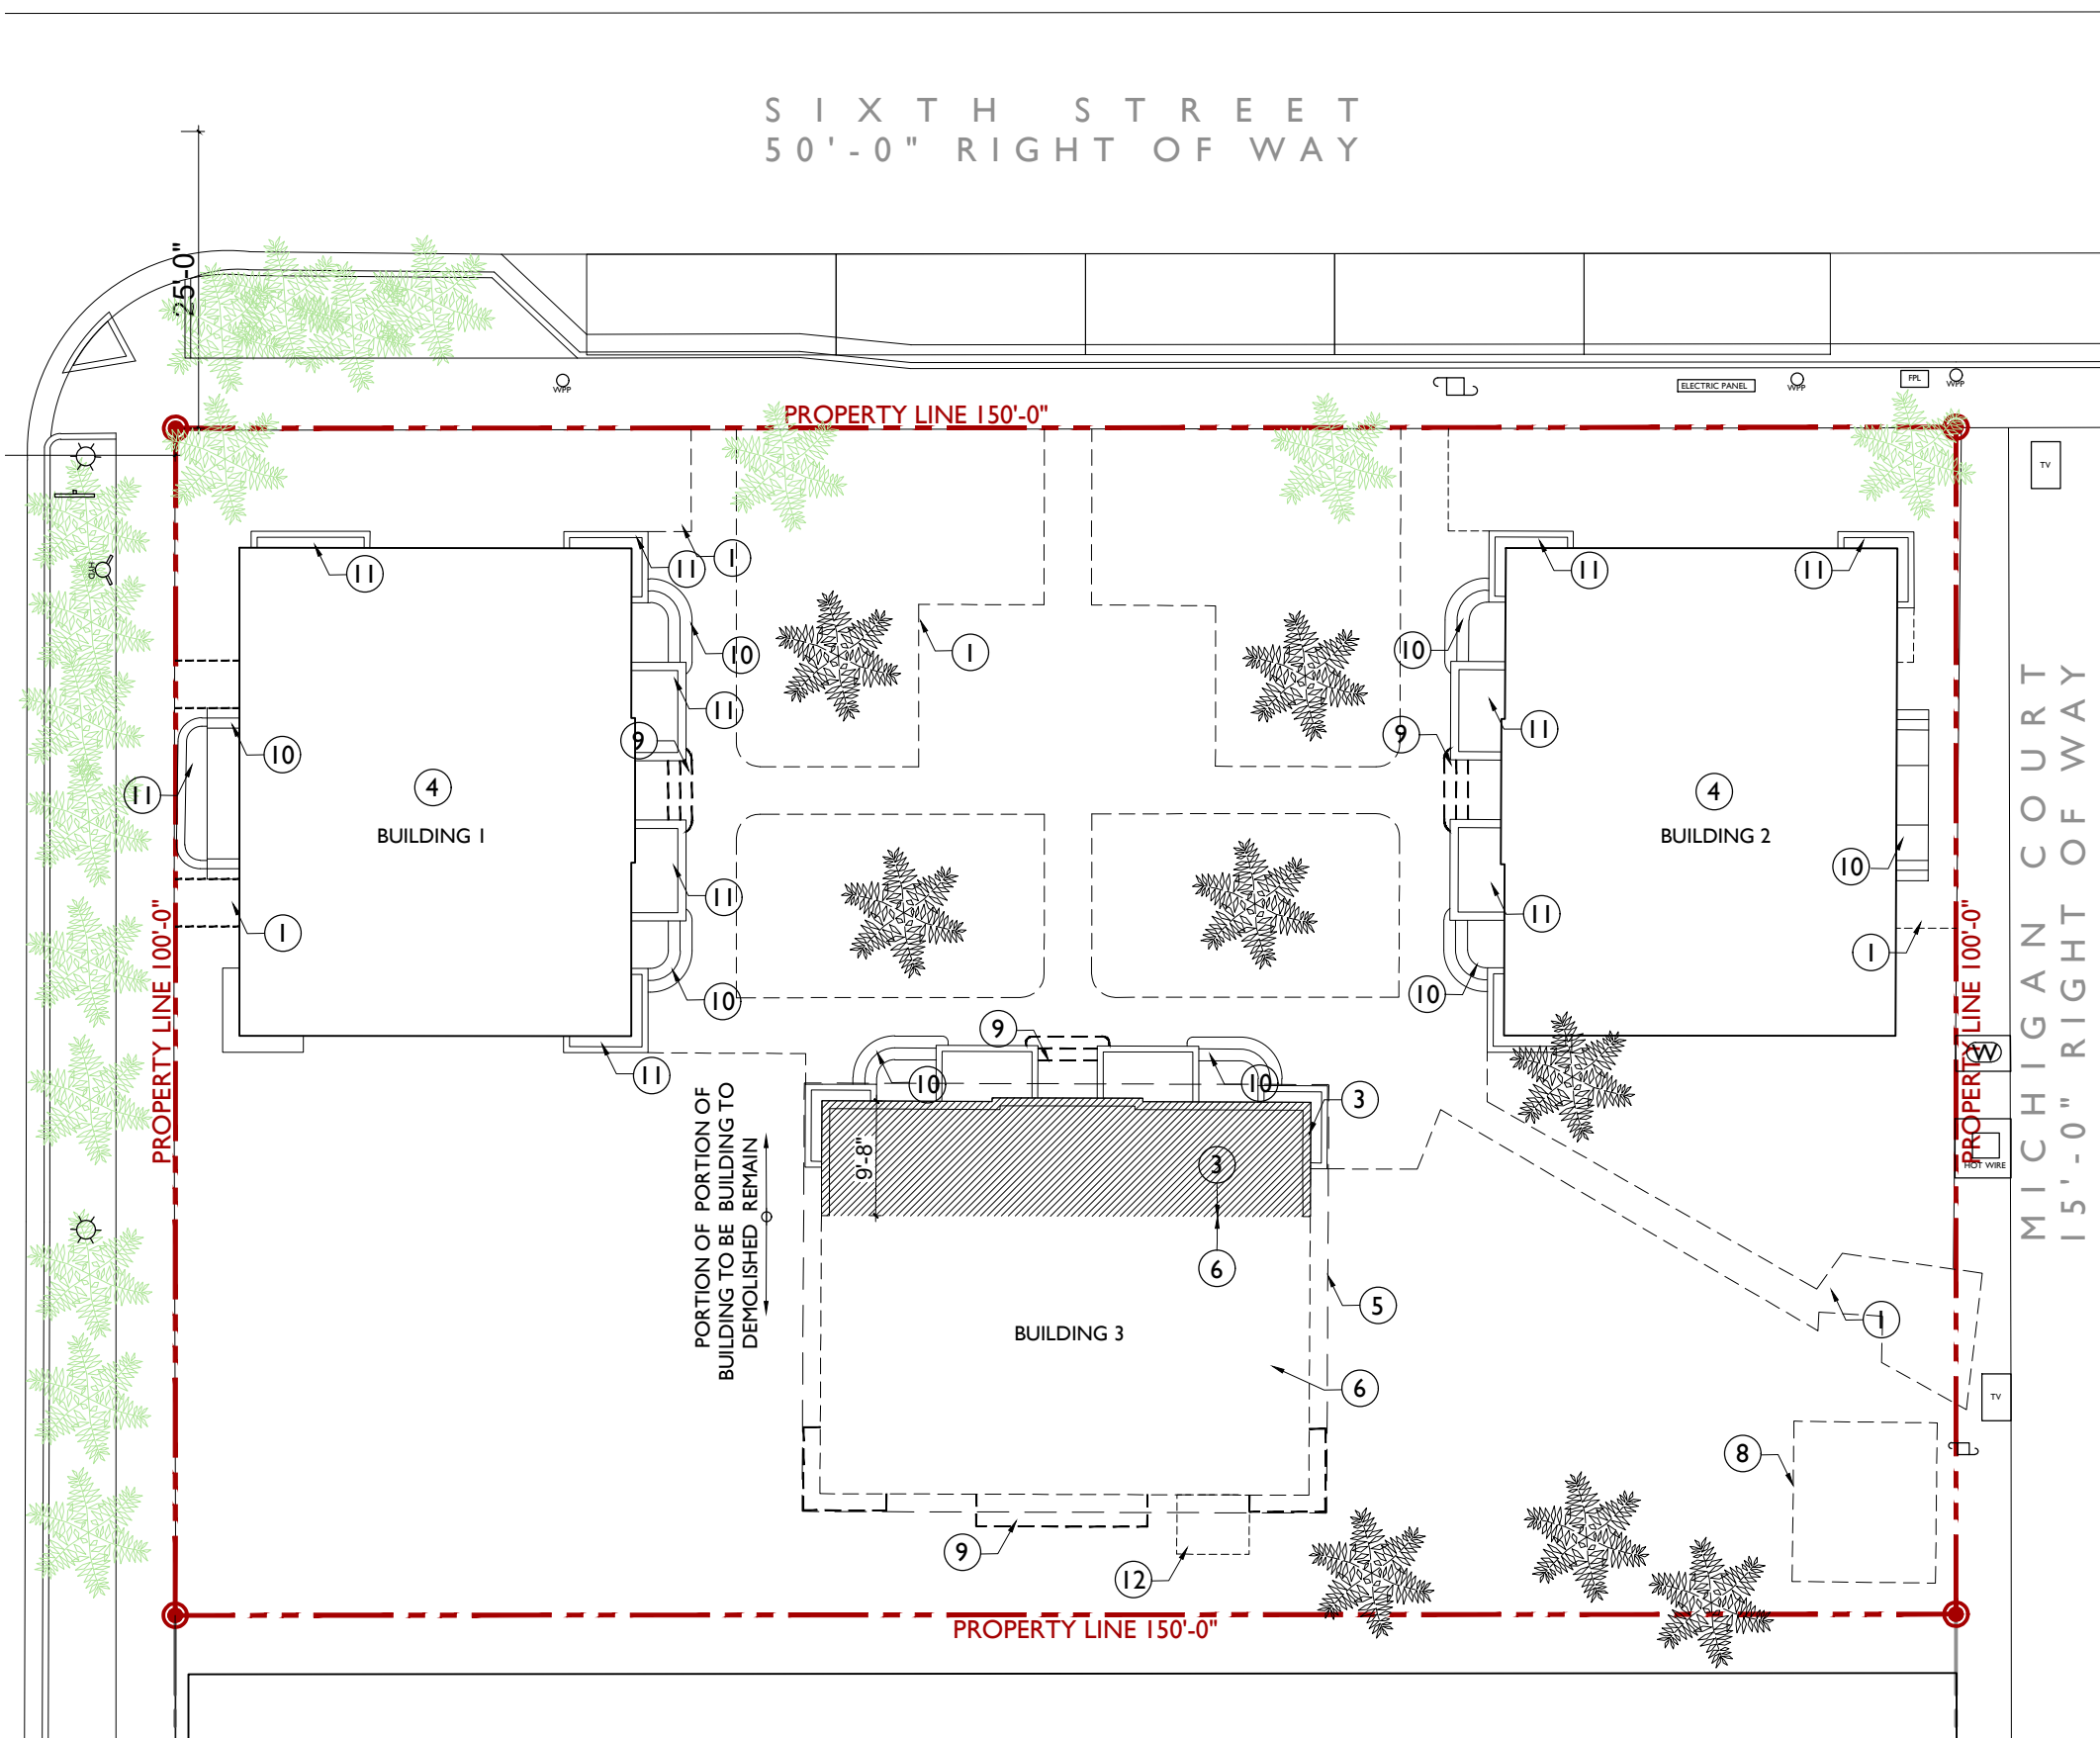 SIXTH STREET
50'-0" RIGHT OF WAY
25'-0"
WPP
ELECTRIC PANEL
WPP
FPL
WPP
PROPERTY LINE 150'-0"
TV
HYD
11
11
1
11
11
10
1
10
11
11
9
9
10
11
4
4
BUILDING 1
BUILDING 2
10
11
11
1
1
10
10
MICHIGAN COURT
15'-0" RIGHT OF WAY
PROPERTY LINE 100'-0"
PROPERTY LINE 100'-0"
9
W
11
10
10
3
PORTION OF
BUILDING TO BE
DEMOLISHED
PORTION OF
BUILDING TO
REMAIN
9'-8"
3
HOT WIRE
6
5
1
BUILDING 3
6
TV
8
9
12
PROPERTY LINE 150'-0"